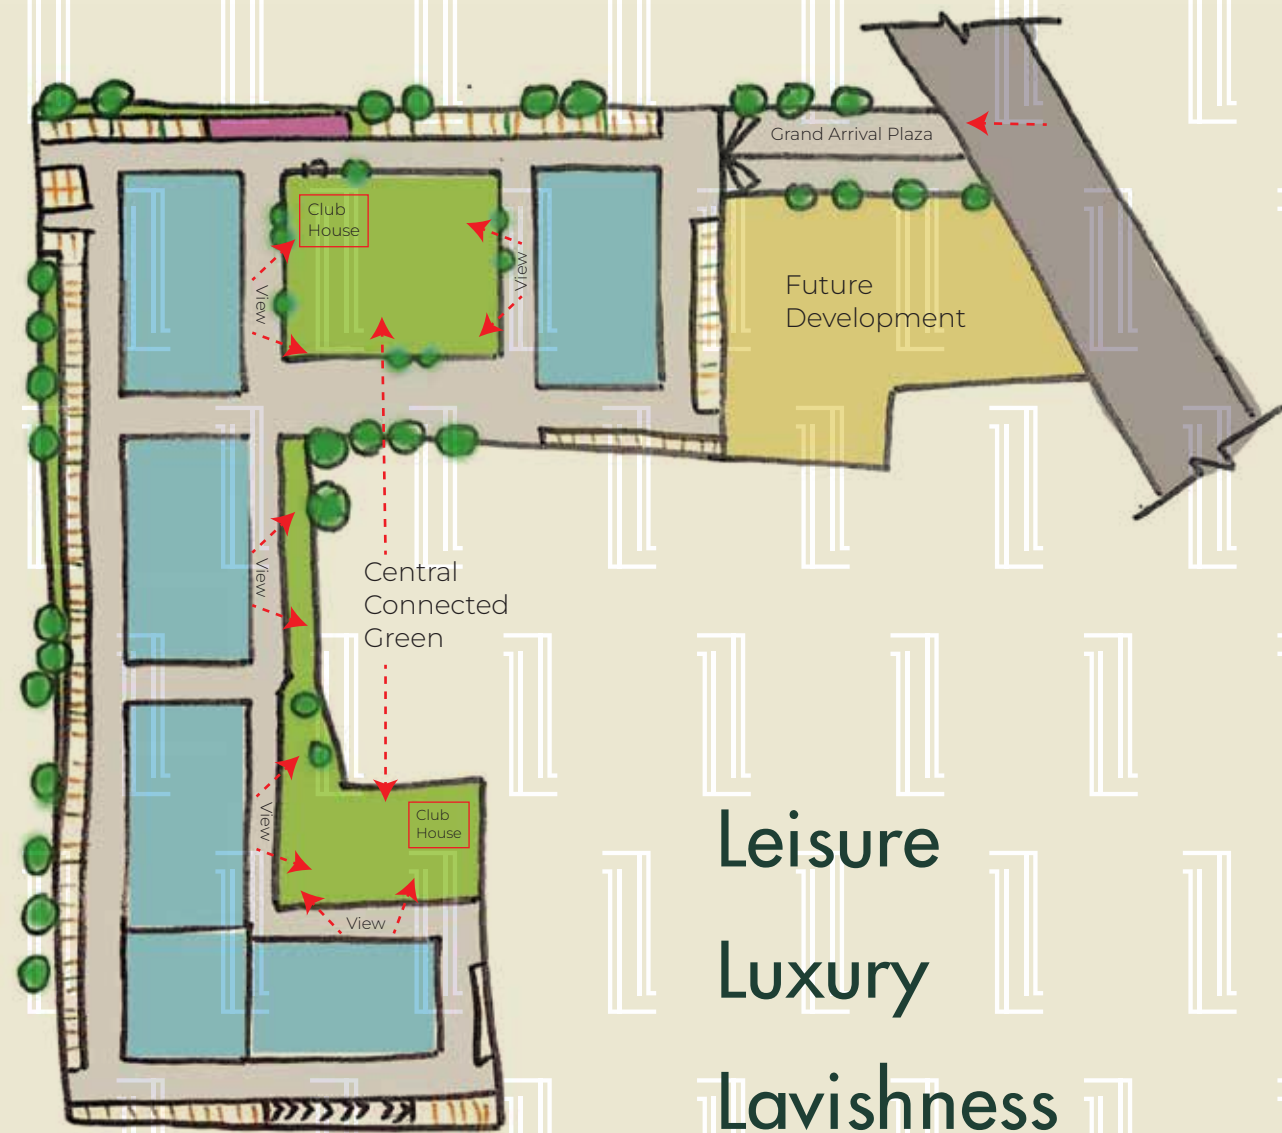 Grand Arrival Plaza
Club
House
View
View
Future
Development
View
Central
Connected
Green
View
Club
House
View
Leisure
Luxury
Lavishness